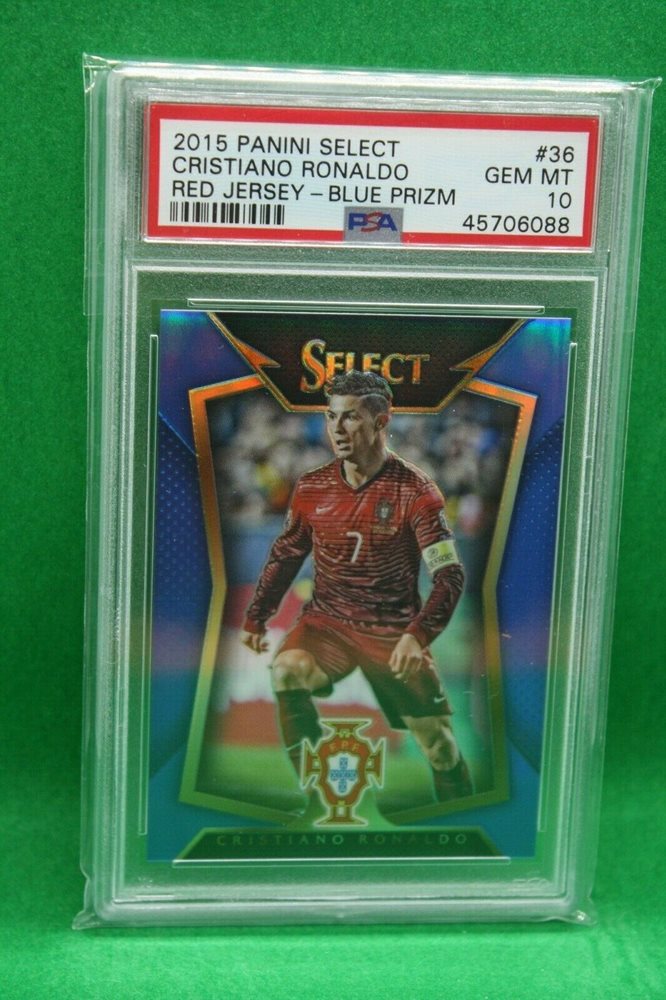 2015 PANINI SELECT #36
CRISTIANO RONALDO GEM MT
RED JERSEY – BLUE PRIZM 10
PSA 45706088
SELECT
7
F.P.F.
CRISTIANO RONALDO